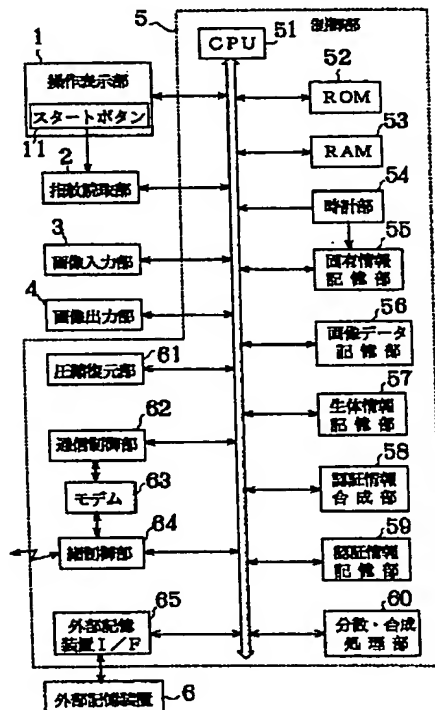 1
操作表示部
スタートボタン
11
2
指紋読取部
3
画像入力部
4
画像出力部
61
圧縮復元部
62
通信制御部
モデム
63
64
網制御部
65
外部記憶
装置I/F
外部記憶装置
6
5
制御部
CPU
51
52
ROM
53
RAM
54
時計部
55
固有情報
記憶部
56
画像データ
記憶部
57
生体情報
記憶部
58
認証情報
合成部
59
認証情報
記憶部
60
分散・合成
処理部